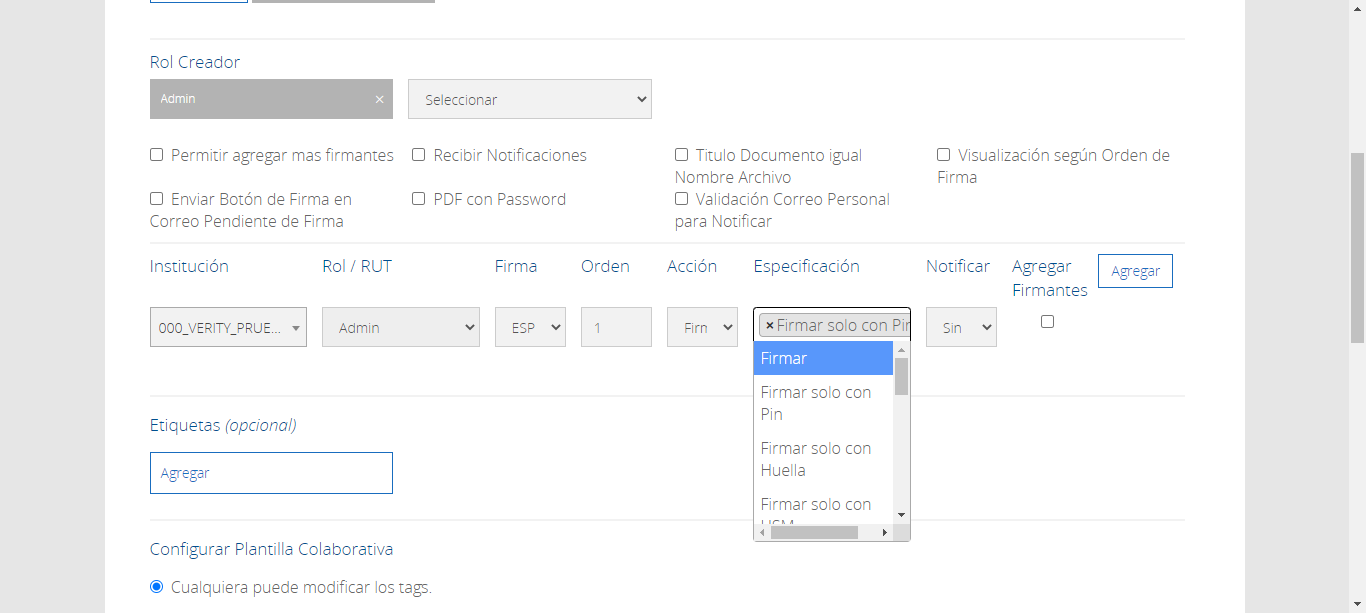 Rol Creador
Admin ×
Seleccionar
Permitir agregar mas firmantes
Recibir Notificaciones
Titulo Documento igual
Nombre Archivo
Visualización según Orden de
Firma
Enviar Botón de Firma en
Correo Pendiente de Firma
PDF con Password
Validación Correo Personal
para Notificar
Institución
Rol / RUT
Firma
Orden
Acción
Especificación
Notificar
Agregar
Firmantes
Agregar
000_VERITY_PRUE...
Admin
ESP
1
Firn
× Firmar solo con Pin
Sin
Firmar
Firmar solo con
Pin
Firmar solo con
Huella
Firmar solo con
HSM
Etiquetas (opcional)
Agregar
Configurar Plantilla Colaborativa
Cualquiera puede modificar los tags.